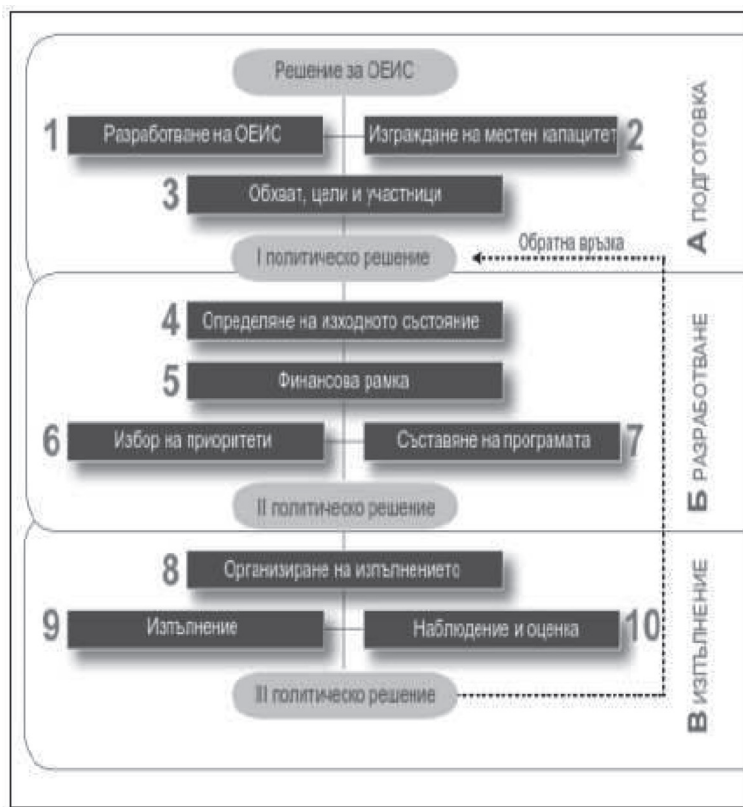 Решение за ОЕИС
1 Разработване на ОЕИС
Изграждане на местен капацитет 2
3 Обхват, цели и участници
I политическо решение
Обратна връзка
А ПОДГОТОВКА
4 Определяне на изходното състояние
5 Финансова рамка
6 Избор на приоритети
Съставяне на програмата 7
II политическо решение
Б РАЗРАБОТВАНЕ
8 Организиране на изпълнението
9 Изпълнение
Наблюдение и оценка 10
III политическо решение
В ИЗПЪЛНЕНИЕ